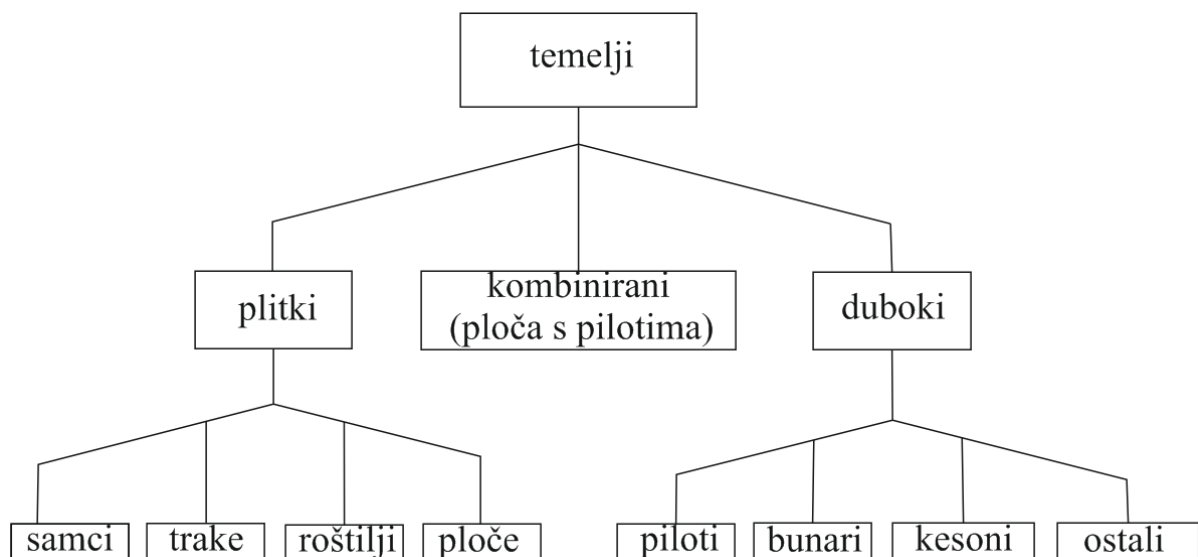 temelji
plitki
kombinirani
(ploča s pilotima)
duboki
samci
trake
roštilji
ploče
piloti
bunari
kesoni
ostali